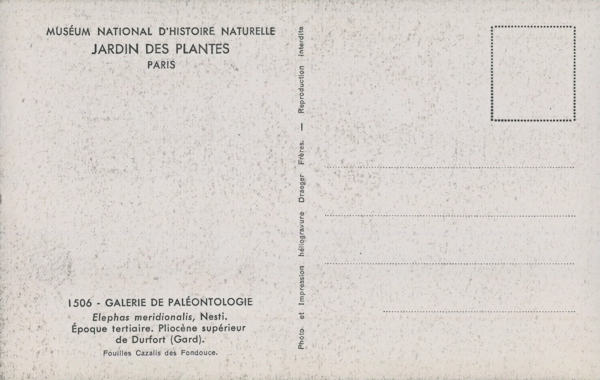 MUSÉUM NATIONAL D'HISTOIRE NATURELLE
JARDIN DES PLANTES
PARIS
1506 - GALERIE DE PALÉONTOLOGIE
Elephas meridionalis, Nesti.
Époque tertiaire. Pliocène supérieur
de Durfort (Gard).
Fouilles Cazalis des Fondouce.
Photo et Impression héliogravure Draeger Frères. — Reproduction interdite